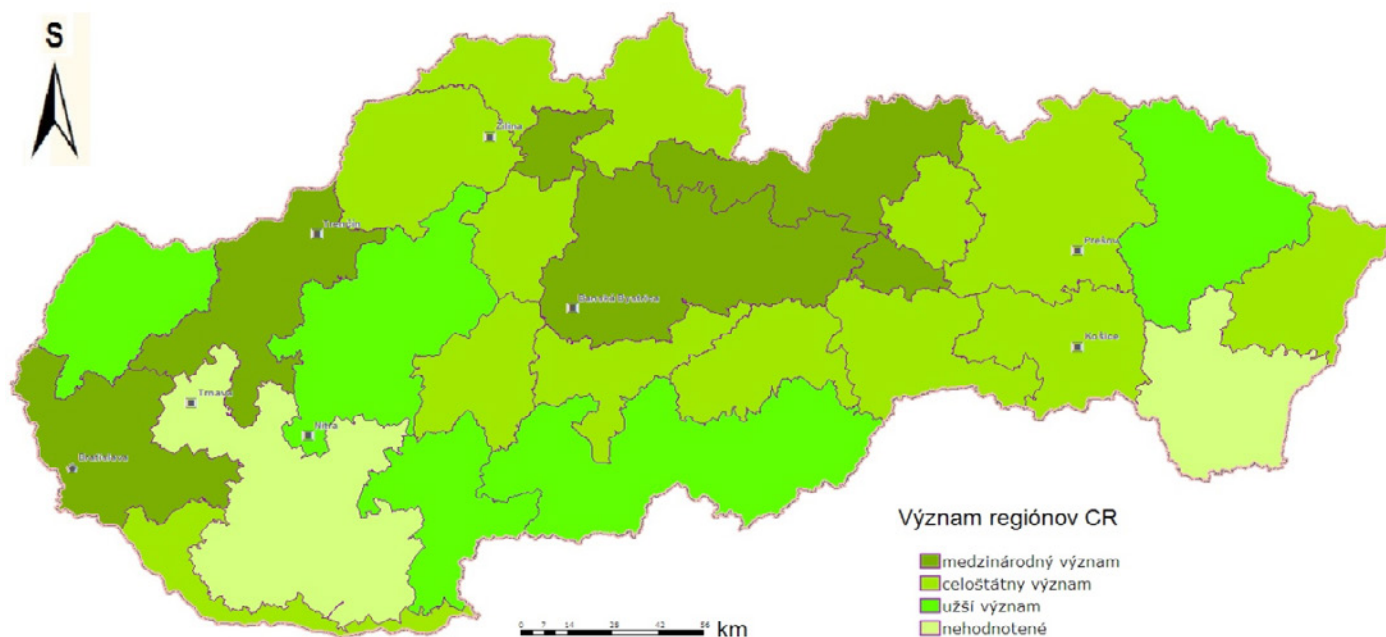 S
Žilina
Trenčín
Prešov
Banská Bystrica
Košice
Trnava
Nitra
Bratislava
Význam regiónov CR
medzinárodný význam
celoštátny význam
užší význam
nehodnotené
0 7 14 28 42 56 km